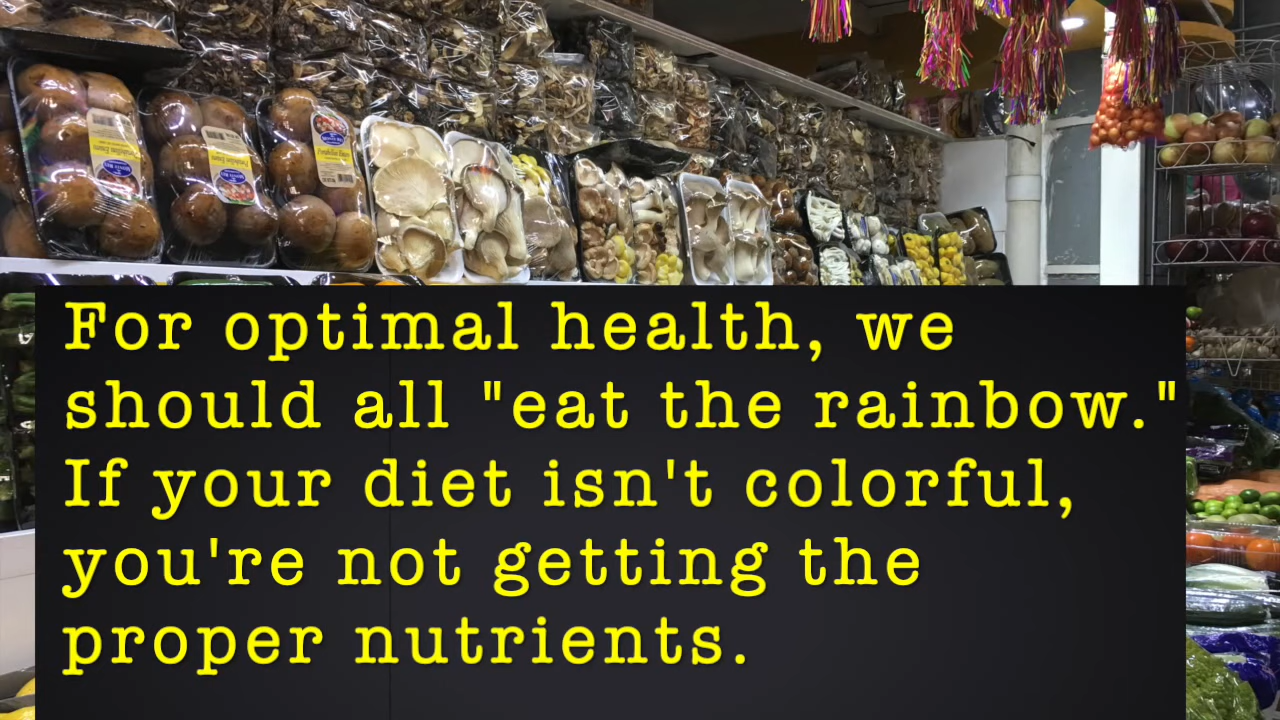 For optimal health, we
should all "eat the rainbow."
If your diet isn't colorful,
you're not getting the
proper nutrients.